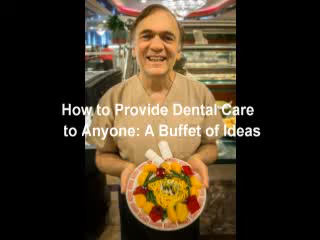 How to Provide Dental Care
to Anyone: A Buffet of Ideas